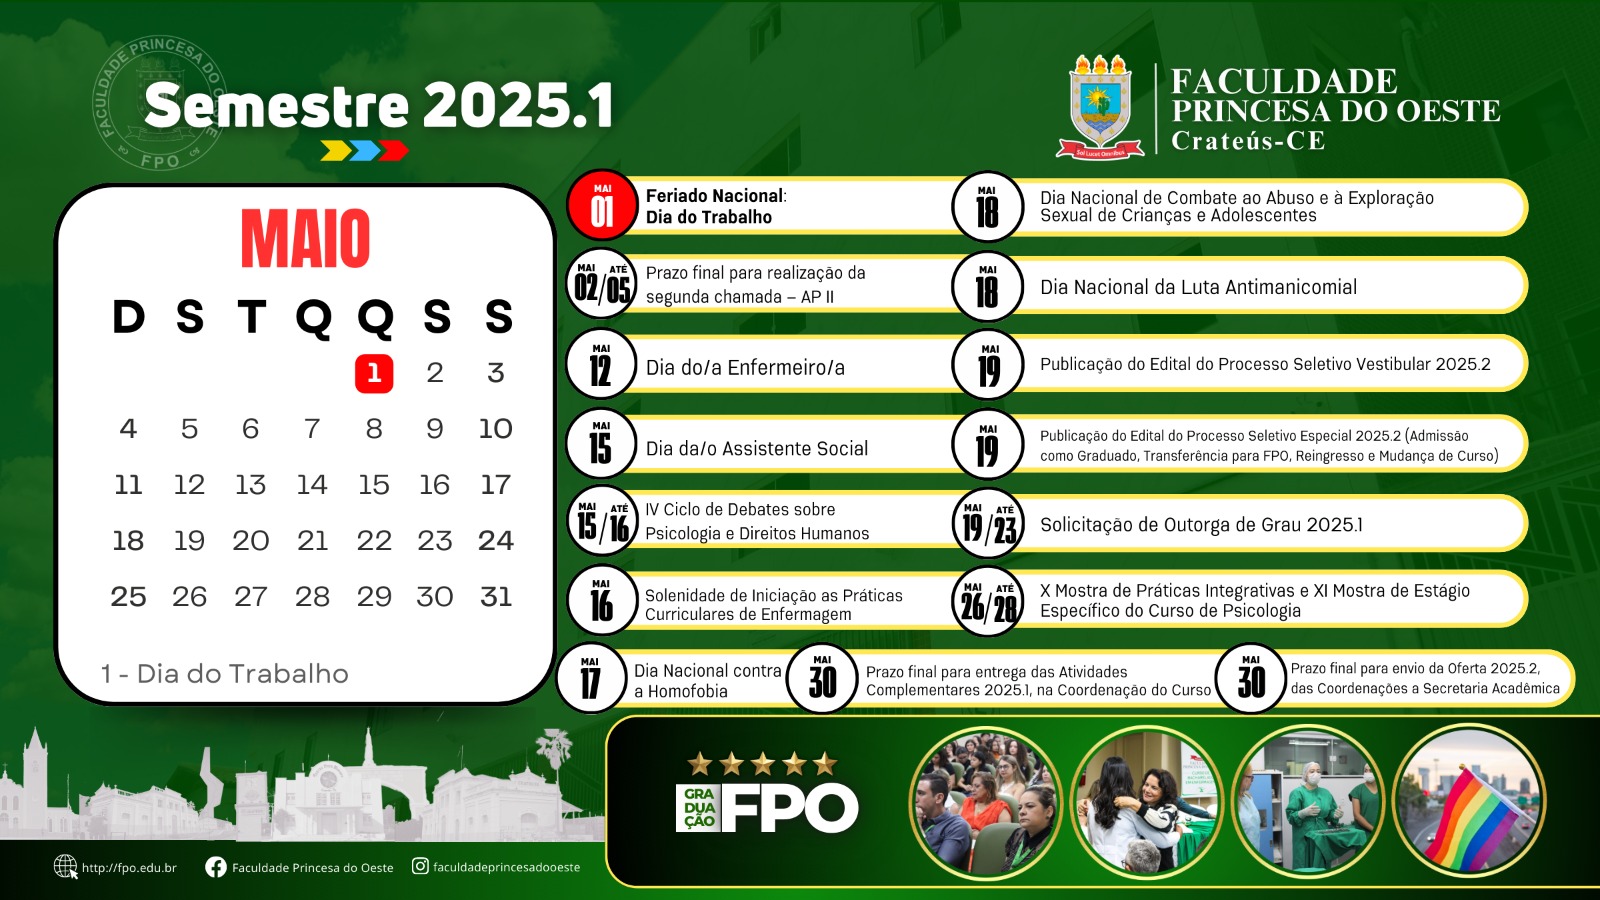 FACULDADE PRINCESA DO OESTE
FPO
Semestre 2025.1
FACULDADE
PRINCESA DO OESTE
Crateús-CE
Sol Lucet Omnibus
MAIO
D S T Q Q S S
1 2 3
4 5 6 7 8 9 10
11 12 13 14 15 16 17
18 19 20 21 22 23 24
25 26 27 28 29 30 31
1 - Dia do Trabalho
MAI
01
Feriado Nacional:
Dia do Trabalho
MAI ATÉ
02/05
Prazo final para realização da
segunda chamada – AP II
MAI
12
Dia do/a Enfermeiro/a
MAI
15
Dia da/o Assistente Social
MAI ATÉ
15/16
IV Ciclo de Debates sobre
Psicologia e Direitos Humanos
MAI
16
Solenidade de Iniciação as Práticas
Curriculares de Enfermagem
MAI
17
Dia Nacional contra
a Homofobia
MAI
18
Dia Nacional de Combate ao Abuso e à Exploração
Sexual de Crianças e Adolescentes
MAI
18
Dia Nacional da Luta Antimanicomial
MAI
19
Publicação do Edital do Processo Seletivo Vestibular 2025.2
MAI
19
Publicação do Edital do Processo Seletivo Especial 2025.2 (Admissão
como Graduado, Transferência para FPO, Reingresso e Mudança de Curso)
MAI ATÉ
19/23
Solicitação de Outorga de Grau 2025.1
MAI ATÉ
26/28
X Mostra de Práticas Integrativas e XI Mostra de Estágio
Específico do Curso de Psicologia
MAI
30
Prazo final para entrega das Atividades
Complementares 2025.1, na Coordenação do Curso
MAI
30
Prazo final para envio da Oferta 2025.2,
das Coordenações a Secretaria Acadêmica
GRA
DUA
ÇÃO
FPO
http://fpo.edu.br
Faculdade Princesa do Oeste
faculdadeprincesadooeste